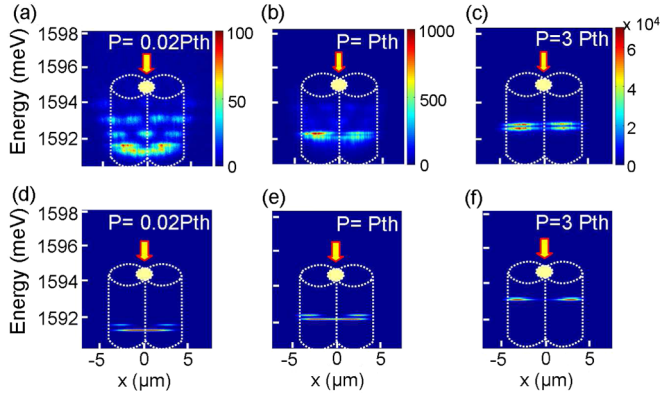 (a) (b) (c) x 10⁴
1598 P= 0.02Pth 100 P= Pth 1000 P=3 Pth 8
1596 6
1594 50 500 4
1592 2
0 0 0
Energy (meV)
(d) (e) (f)
1598 P= 0.02Pth P= Pth P=3 Pth
1596
1594
1592
Energy (meV)
-5 0 5 -5 0 5 -5 0 5
x (µm) x (µm) x (µm)